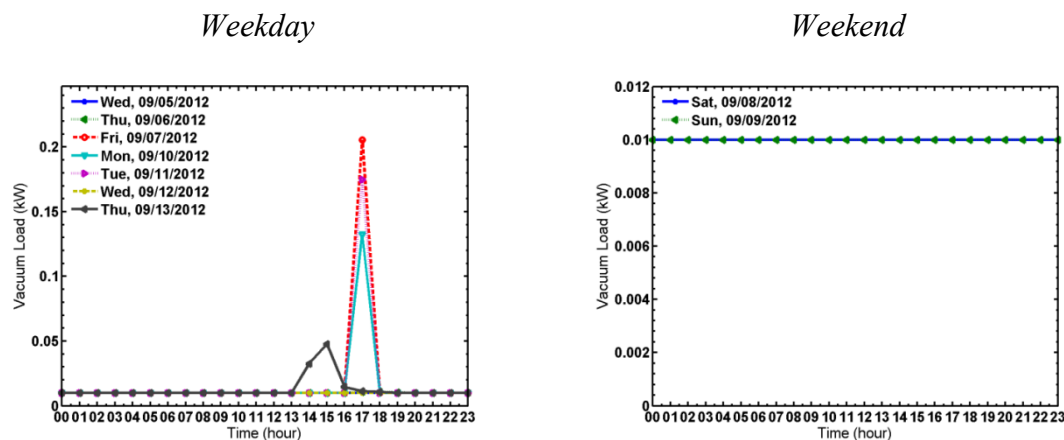 Weekday
Weekend
Wed, 09/05/2012
Thu, 09/06/2012
Fri, 09/07/2012
Mon, 09/10/2012
Tue, 09/11/2012
Wed, 09/12/2012
Thu, 09/13/2012
0.2
0.15
0.1
0.05
0
Vacuum Load (kW)
00 01 02 03 04 05 06 07 08 09 10 11 12 13 14 15 16 17 18 19 20 21 22 23
Time (hour)
Sat, 09/08/2012
Sun, 09/09/2012
0.012
0.01
0.008
0.006
0.004
0.002
0
Vacuum Load (kW)
00 01 02 03 04 05 06 07 08 09 10 11 12 13 14 15 16 17 18 19 20 21 22 23
Time (hour)